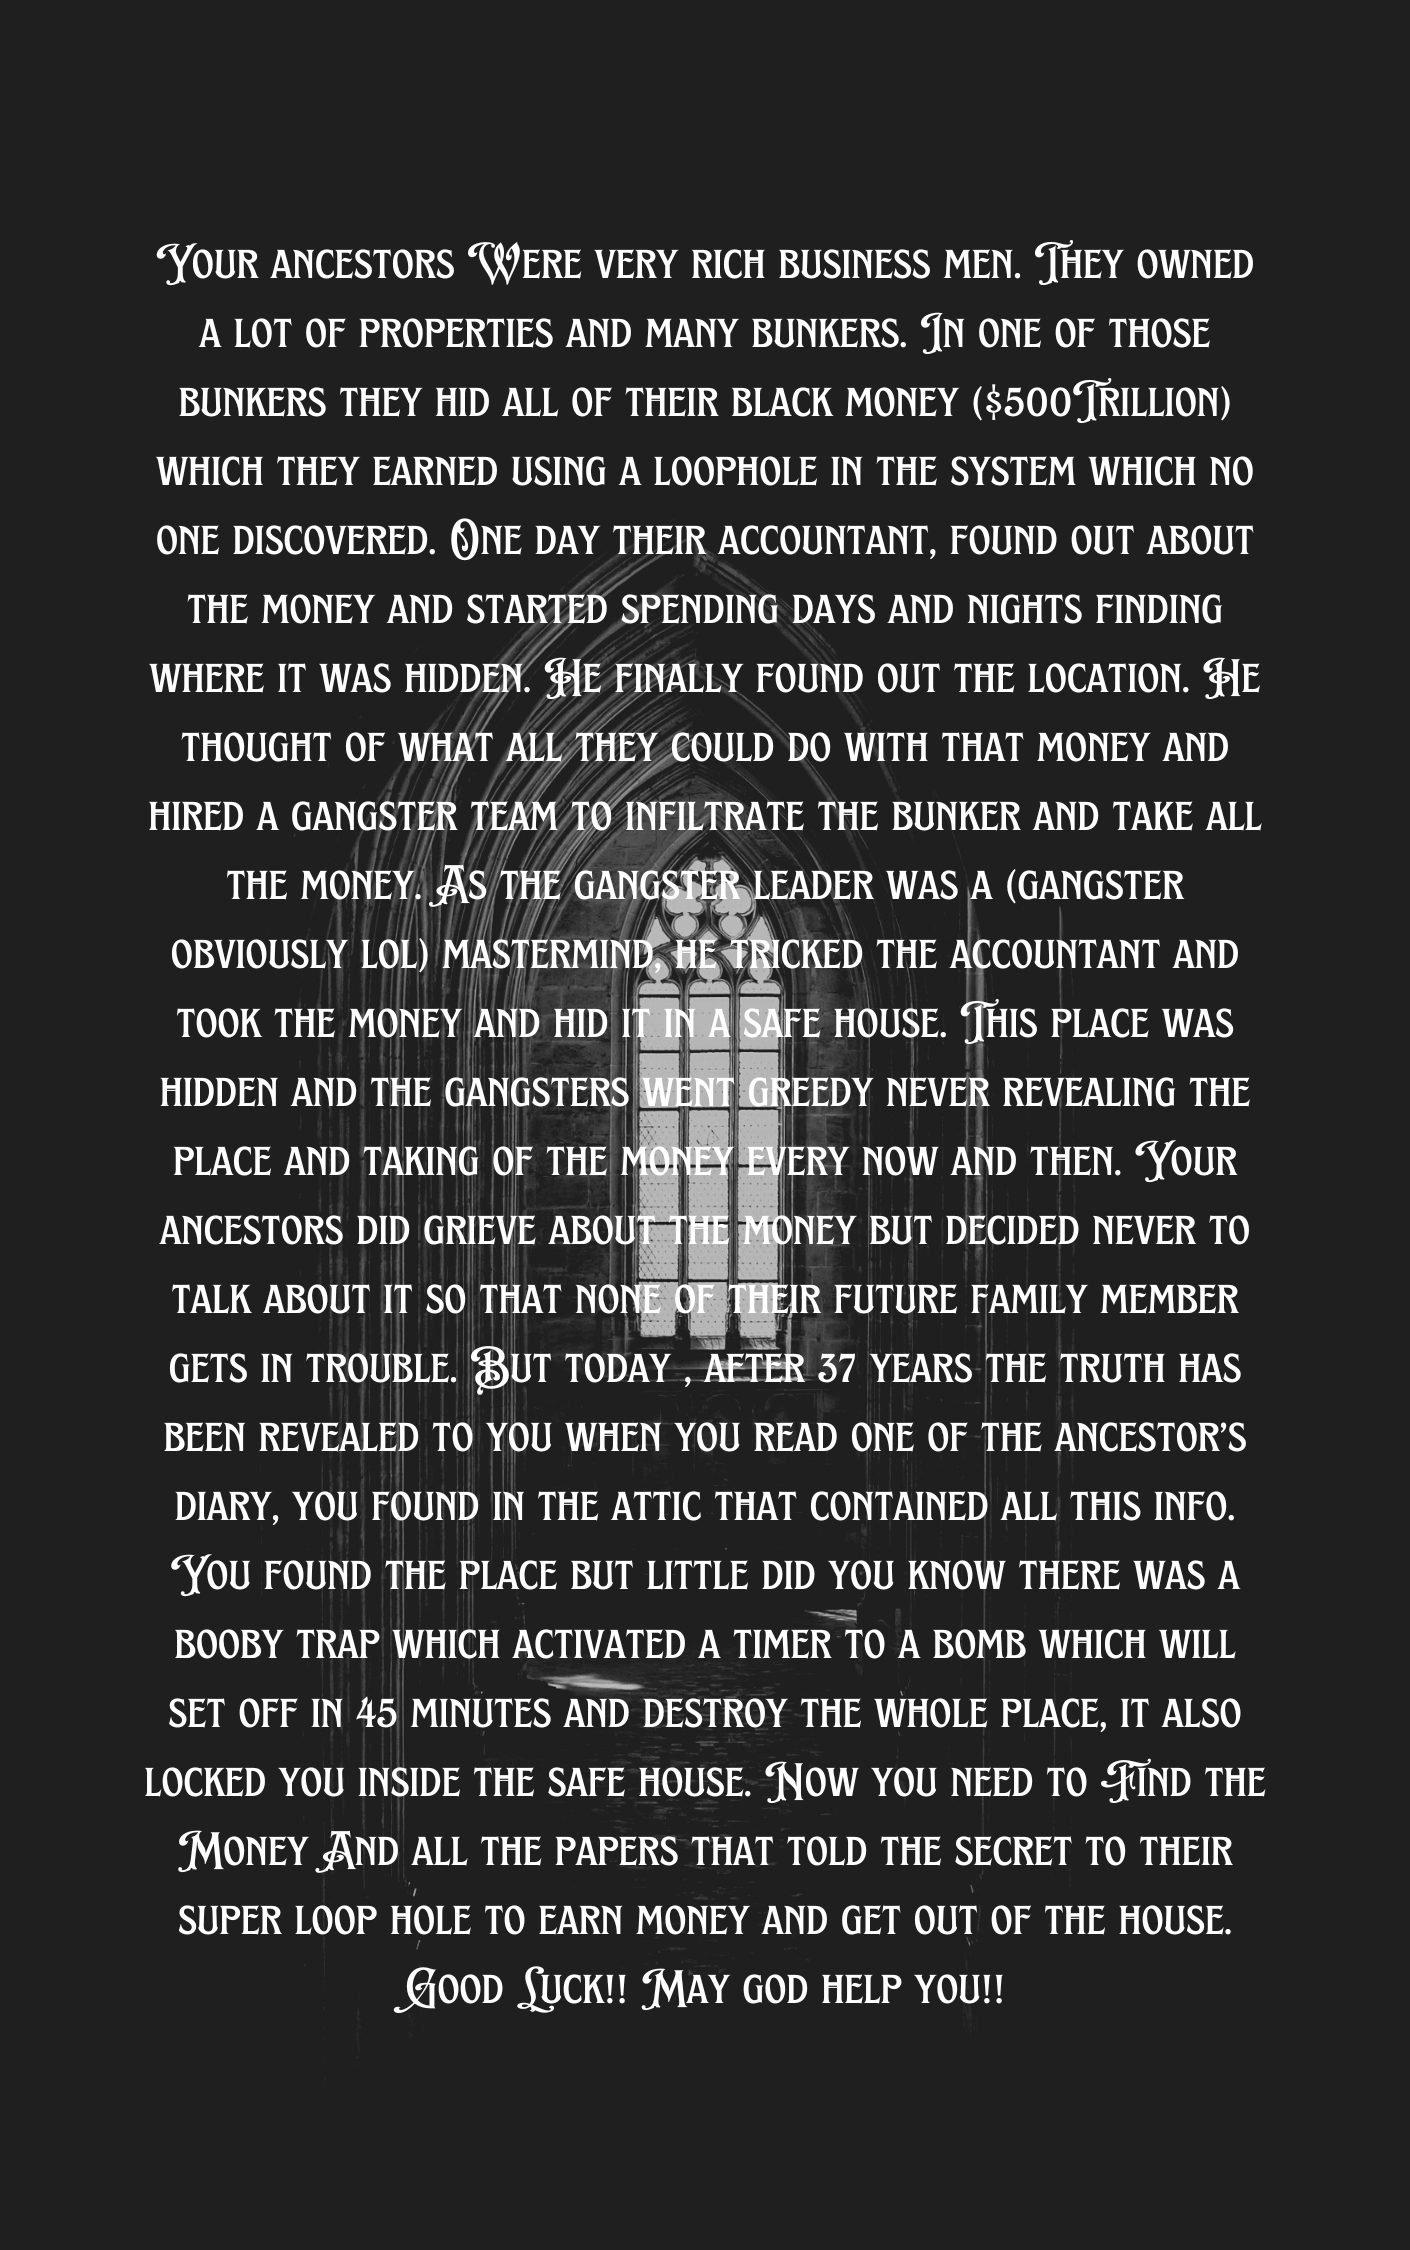 Your ancestors Were very rich business men. They owned
a lot of properties and many bunkers. In one of those
bunkers they hid all of their black money ($500Trillion)
which they earned using a loophole in the system which no
one discovered. One day their accountant, found out about
the money and started spending days and nights finding
where it was hidden. He finally found out the location. He
thought of what all they could do with that money and
hired a gangster team to infiltrate the bunker and take all
the money. As the gangster leader was a (gangster
obviously lol) mastermind, he tricked the accountant and
took the money and hid it in a safe house. This place was
hidden and the gangsters went greedy never revealing the
place and taking of the money every now and then. Your
ancestors did grieve about the money but decided never to
talk about it so that none of their future family member
gets in trouble. But today , after 37 years the truth has
been revealed to you when you read one of the ancestor's
diary, you found in the attic that contained all this info.
You found the place but little did you know there was a
booby trap which activated a timer to a bomb which will
set off in 45 minutes and destroy the whole place, it also
locked you inside the safe house. Now you need to Find the
Money And all the papers that told the secret to their
super loop hole to earn money and get out of the house.
Good Luck!! May god help you!!